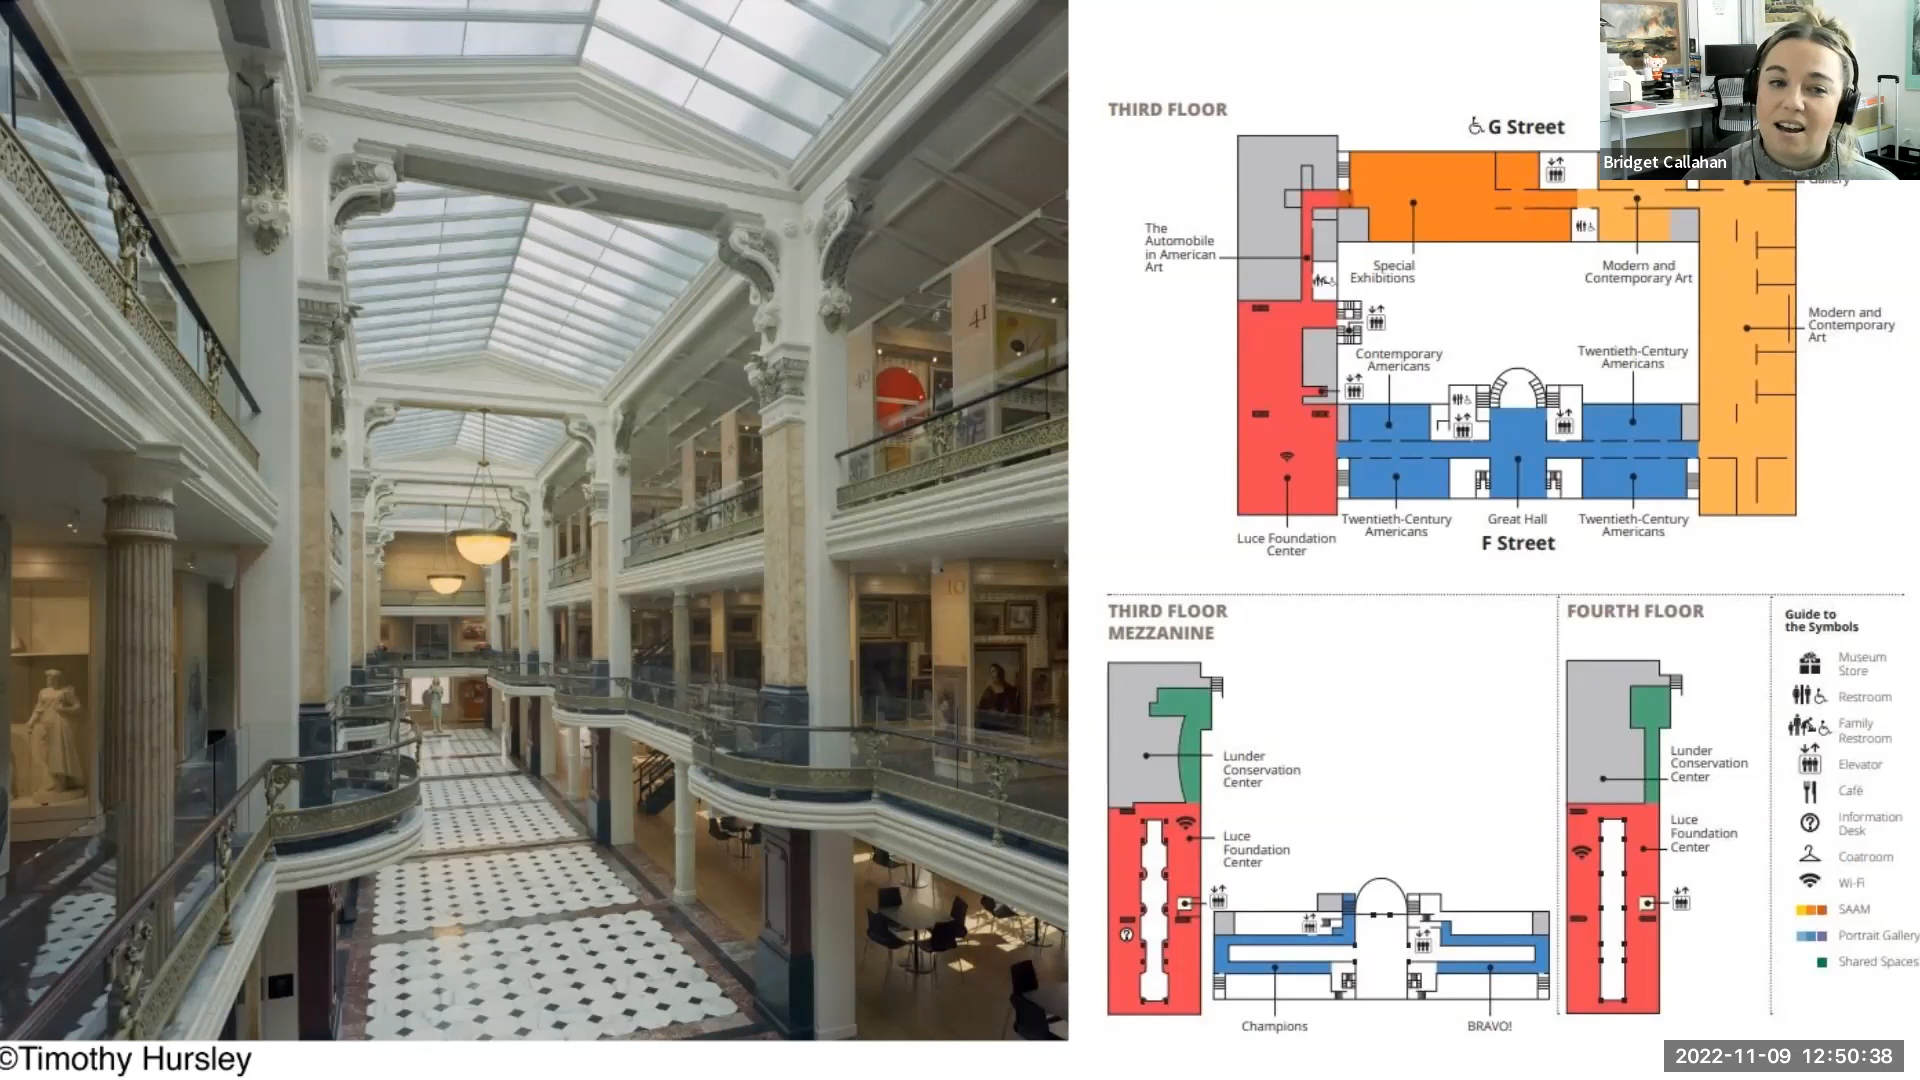 41
40
10
THIRD FLOOR
G Street
Bridget Callahan
Gallery
The
Automobile
in American
Art
Special
Exhibitions
Modern and
Contemporary Art
Modern and
Contemporary
Art
Contemporary
Americans
Twentieth-Century
Americans
Twentieth-Century
Americans
Great Hall
Twentieth-Century
Americans
Luce Foundation
Center
F Street
THIRD FLOOR
MEZZANINE
Lunder
Conservation
Center
Luce
Foundation
Center
Champions
BRAVO!
FOURTH FLOOR
Lunder
Conservation
Center
Luce
Foundation
Center
Guide to
the Symbols
Museum
Store
Restroom
Family
Restroom
Elevator
Café
Information
Desk
Coatroom
Wi-Fi
SAAM
Portrait Gallery
Shared Spaces
©Timothy Hursley
2022-11-09 12:50:38